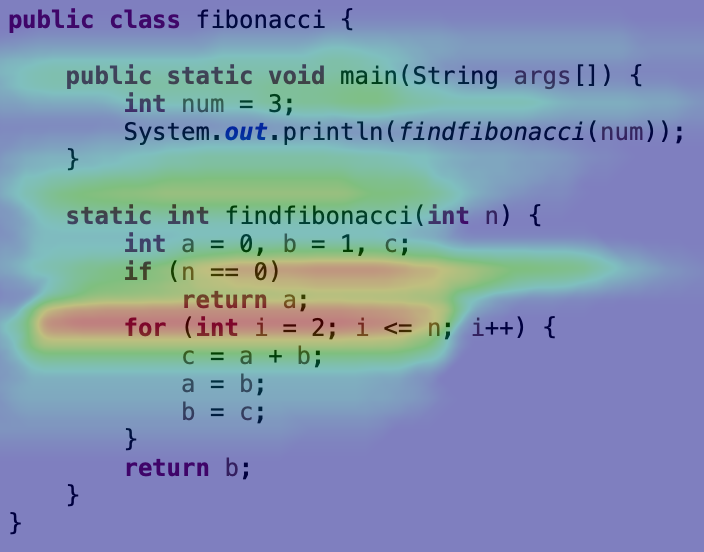 public class fibonacci {
    public static void main(String args[]) {
        int num = 3;
        System.out.println(findfibonacci(num));
    }
    static int findfibonacci(int n) {
        int a = 0, b = 1, c;
        if (n == 0)
            return a;
        for (int i = 2; i <= n; i++) {
            c = a + b;
            a = b;
            b = c;
        }
        return b;
    }
}